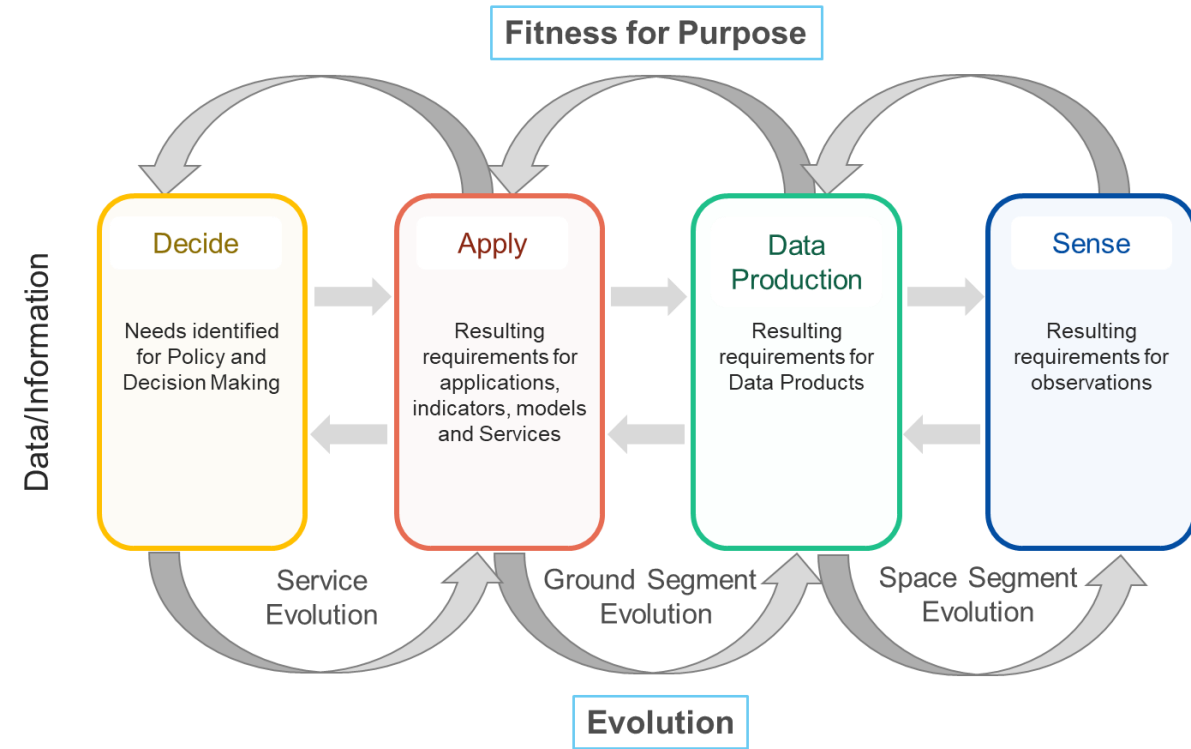 Fitness for Purpose
Data/Information
Decide
Needs identified
for Policy and
Decision Making
Apply
Resulting
requirements for
applications,
indicators, models
and Services
Data
Production
Resulting
requirements for
Data Products
Sense
Resulting
requirements for
observations
Service
Evolution
Ground Segment
Evolution
Space Segment
Evolution
Evolution